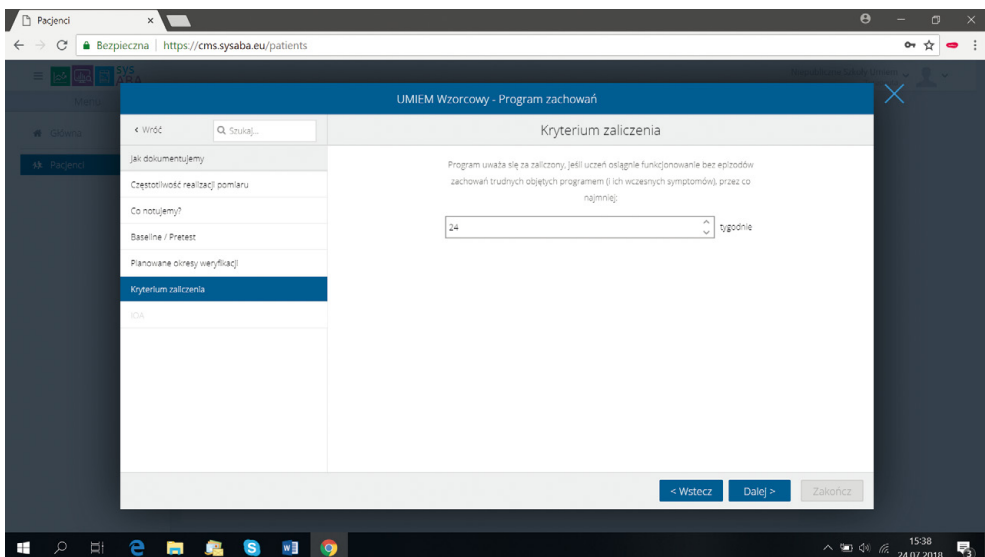 Pacjenci
Bezpieczna | https://cms.sysaba.eu/patients
SYS
ABA
Menu
UMIEM Wzorcowy - Program zachowań
Główna
Pacjenci
< Wróć
Szukaj...
Kryterium zaliczenia
Jak dokumentujemy
Częstotliwość realizacji pomiaru
Co notujemy?
Baseline / Pretest
Planowane okresy weryfikacji
Kryterium zaliczenia
IOA
Program uważa się za zaliczony, jeśli uczeń osiągnie funkcjonowanie bez epizodów
zachowań trudnych objętych programem (i ich wczesnych symptomów), przez co
najmniej:
24 tygodnie
< Wstecz
Dalej >
Zakończ
15:38
24.07.2018
3